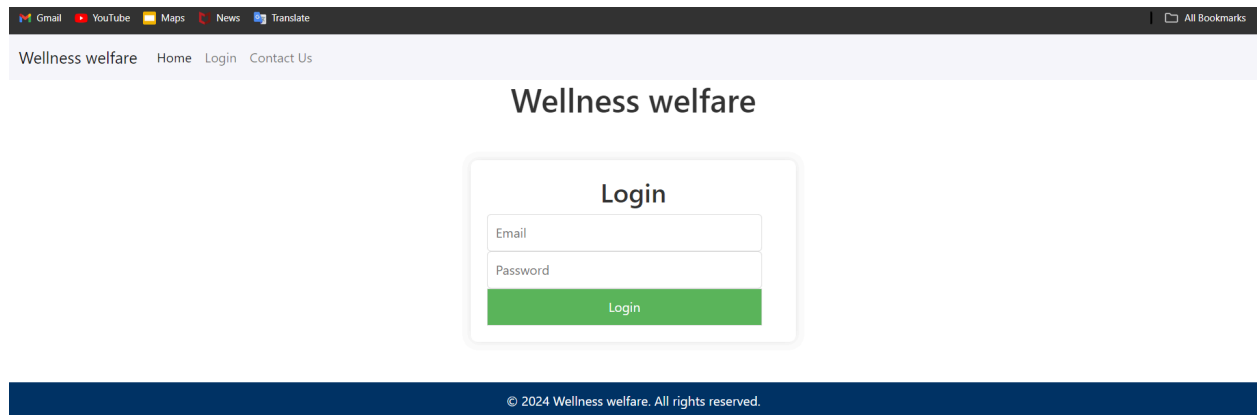 Gmail YouTube Maps News Translate All Bookmarks
Wellness welfare Home Login Contact Us
Wellness welfare
Login
Email
Password
Login
© 2024 Wellness welfare. All rights reserved.